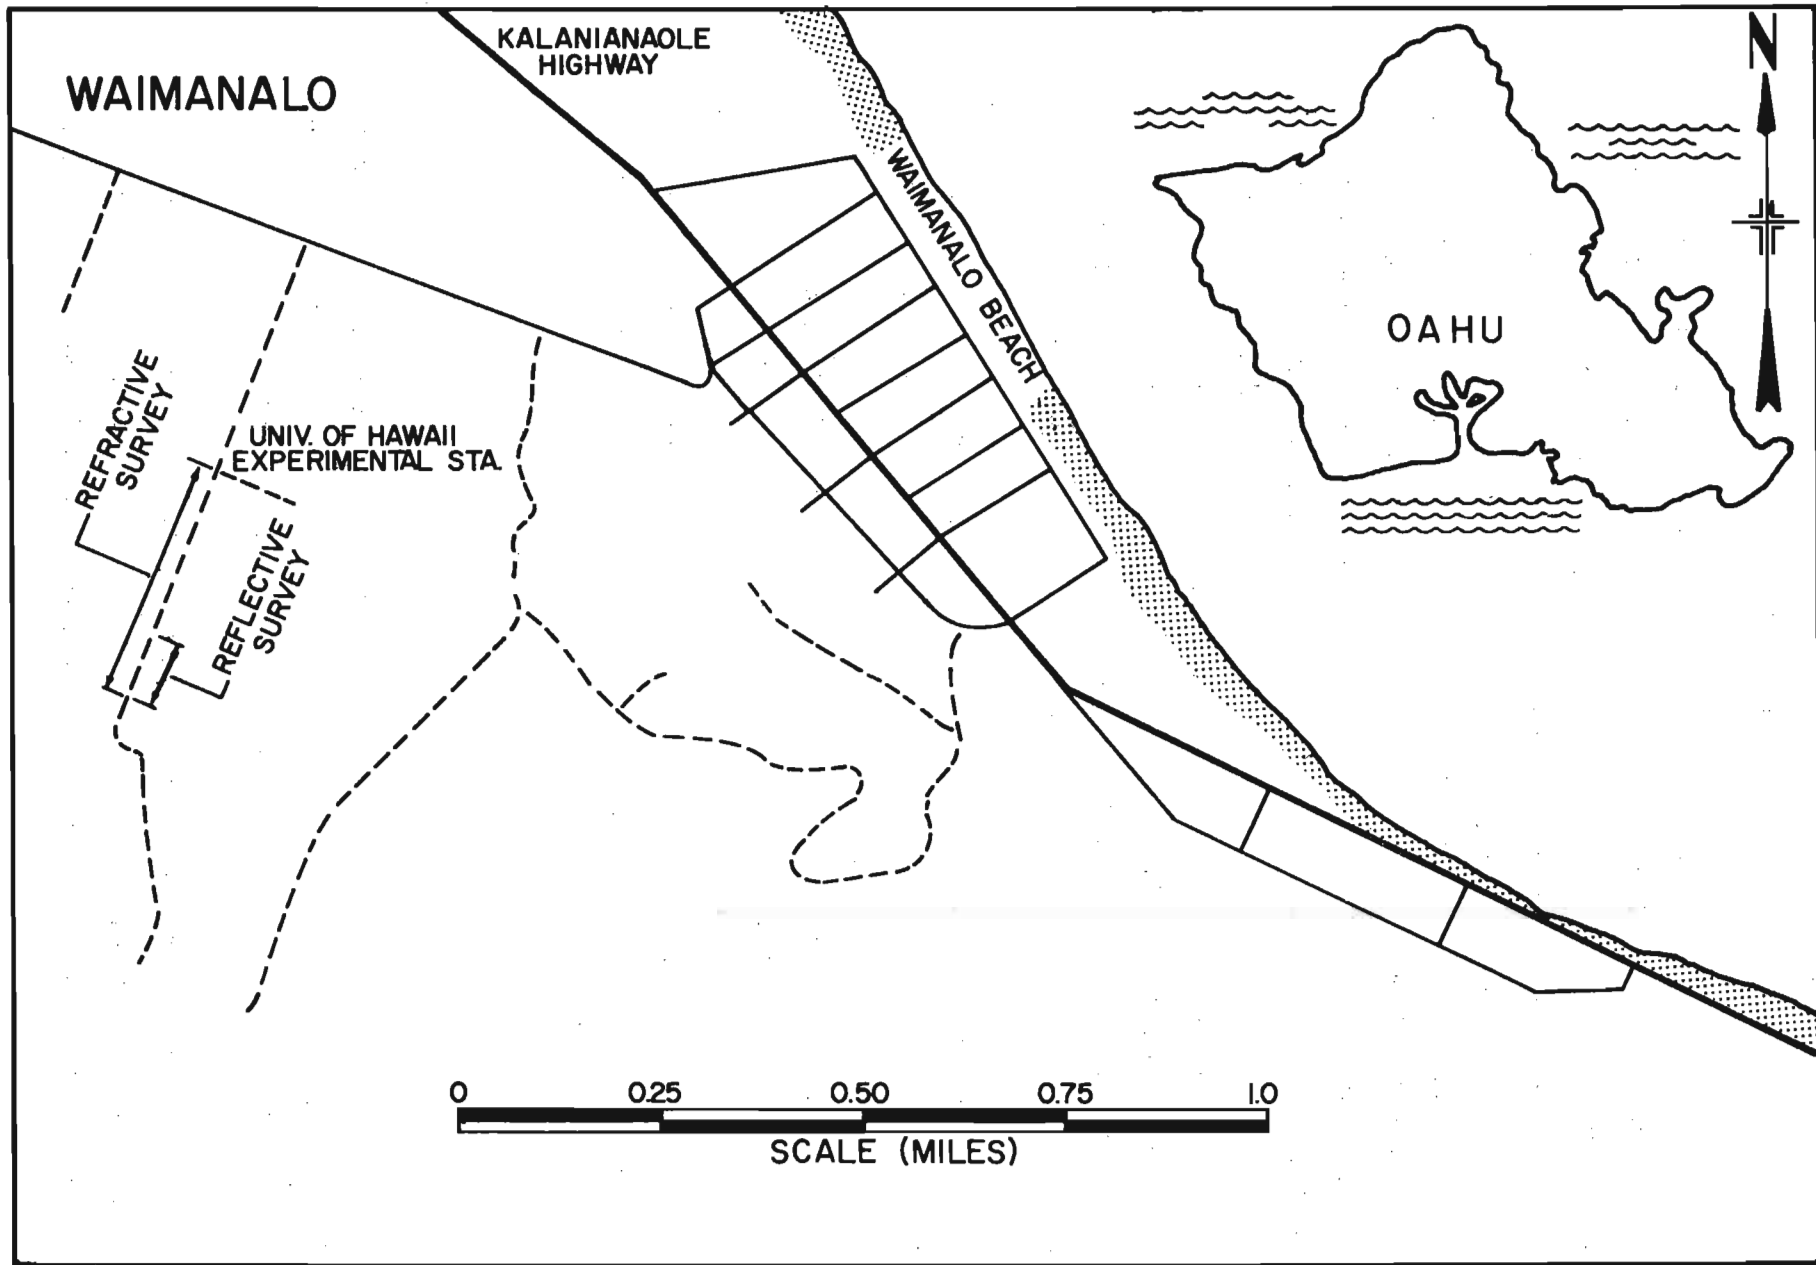 KALANIANAOLE
HIGHWAY
WAIMANALO
N
WAIMANALO BEACH
OAHU
REFRACTIVE
SURVEY
UNIV. OF HAWAII
EXPERIMENTAL STA.
REFLECTIVE
SURVEY
0 0.25 0.50 0.75 1.0
SCALE (MILES)